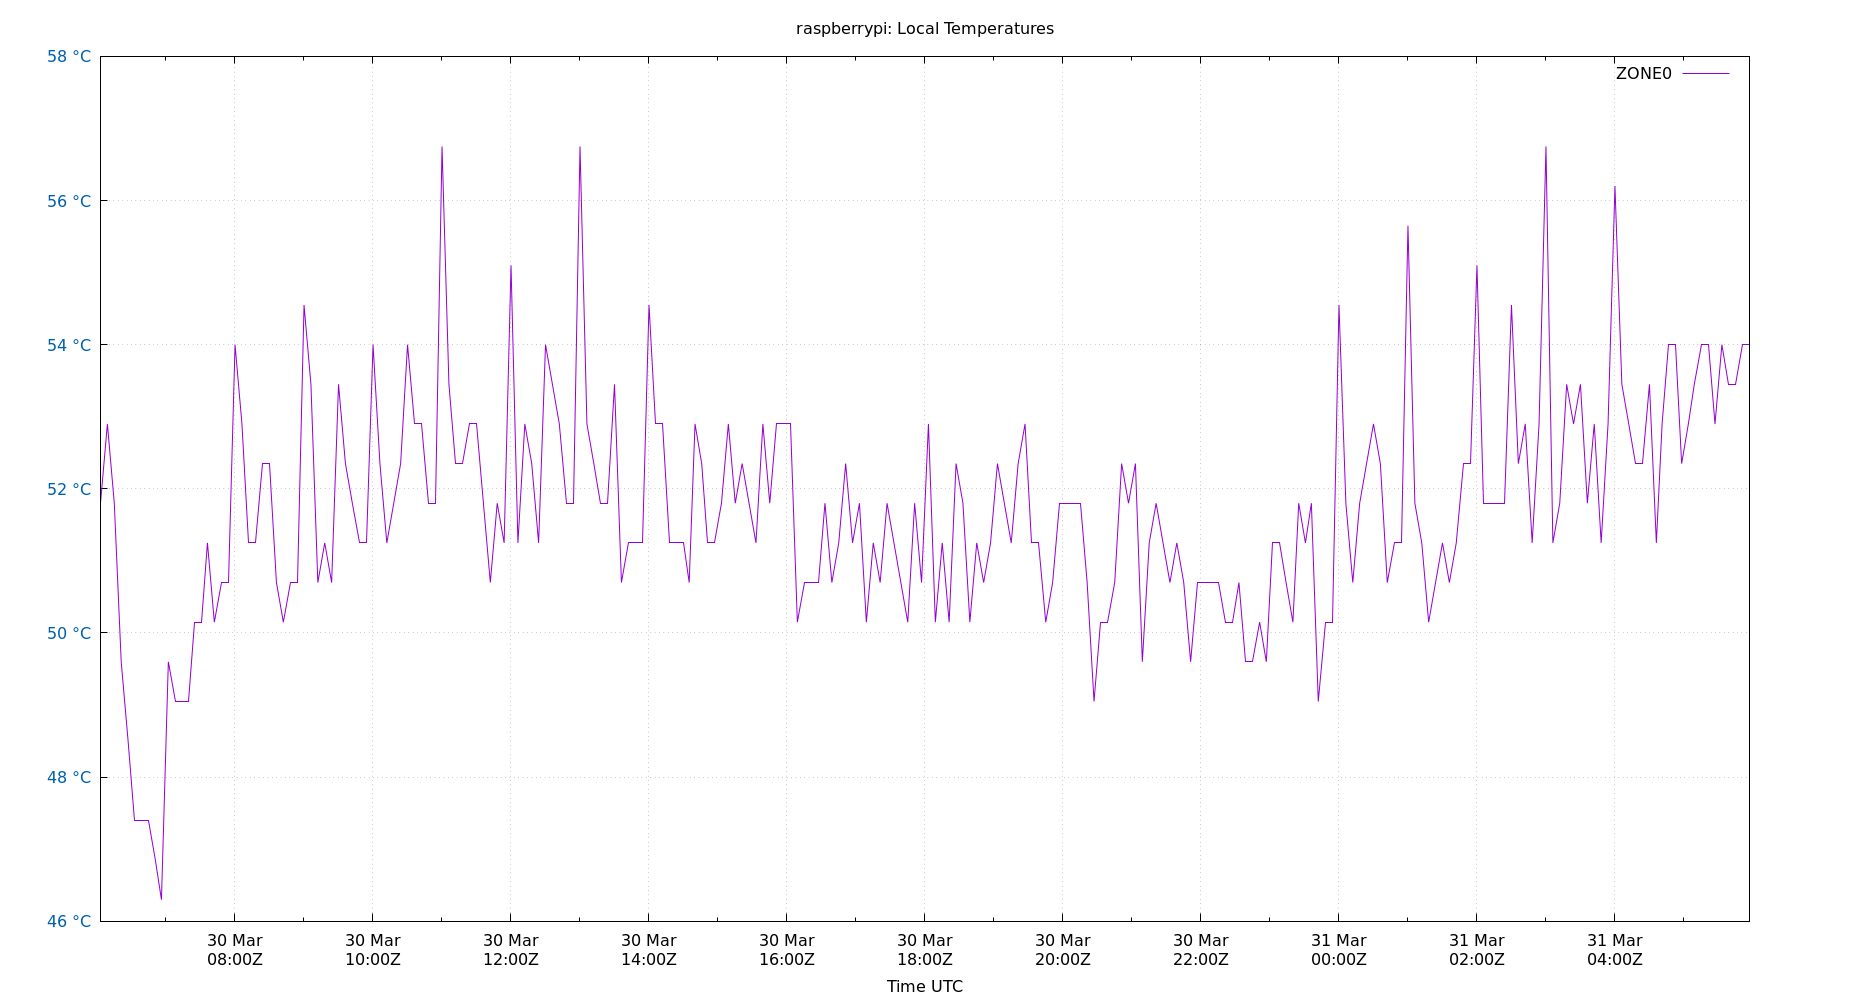 raspberrypi: Local Temperatures
58 °C
ZONE0
56 °C
54 °C
52 °C
50 °C
48 °C
46 °C
30 Mar 30 Mar 30 Mar 30 Mar 30 Mar 30 Mar 30 Mar 30 Mar 31 Mar 31 Mar 31 Mar
08:00Z 10:00Z 12:00Z 14:00Z 16:00Z 18:00Z 20:00Z 22:00Z 00:00Z 02:00Z 04:00Z
Time UTC